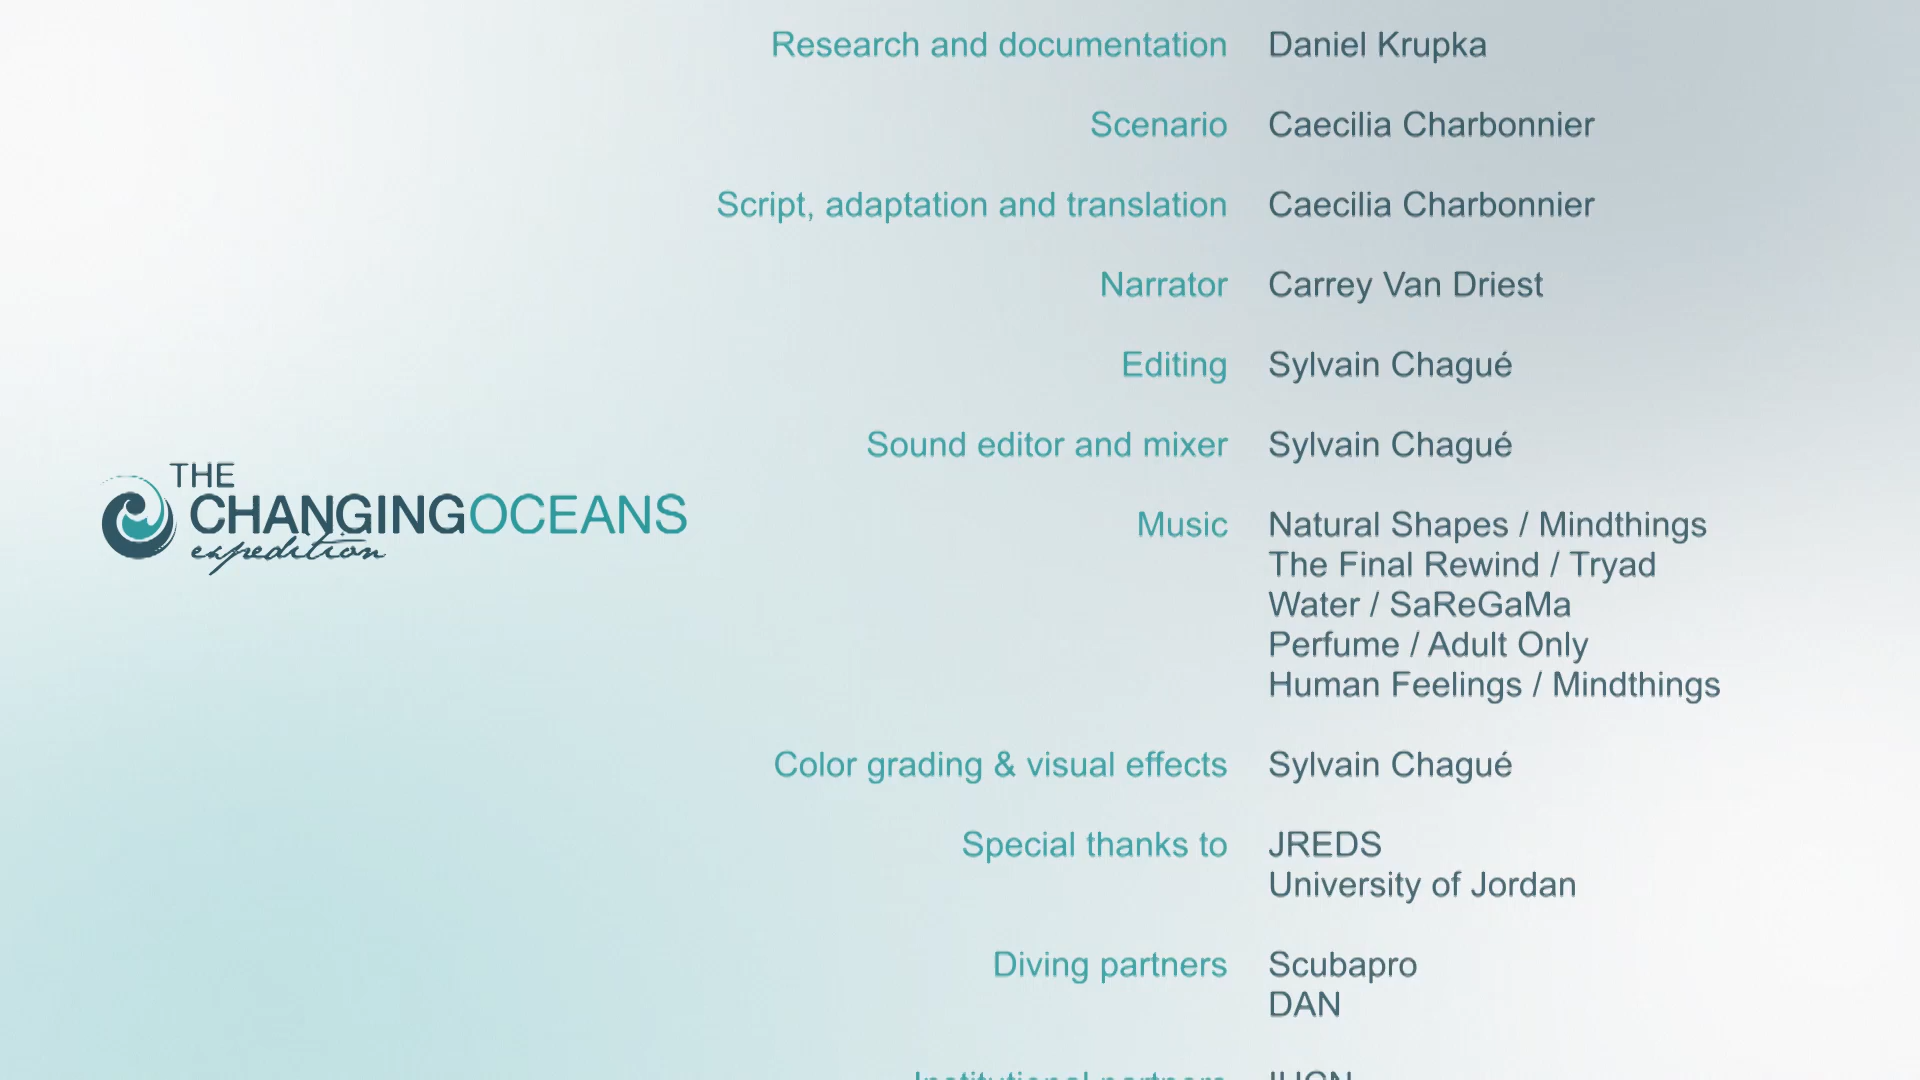 Research and documentation Daniel Krupka
Scenario Caecilia Charbonnier
Script, adaptation and translation Caecilia Charbonnier
Narrator Carrey Van Driest
Editing Sylvain Chagué
Sound editor and mixer Sylvain Chagué
THE
CHANGINGOCEANS
expedition
Music Natural Shapes / Mindthings
The Final Rewind / Tryad
Water / SaReGaMa
Perfume / Adult Only
Human Feelings / Mindthings
Color grading & visual effects Sylvain Chagué
Special thanks to JREDS
University of Jordan
Diving partners Scubapro
DAN
Institutional partners IUCN